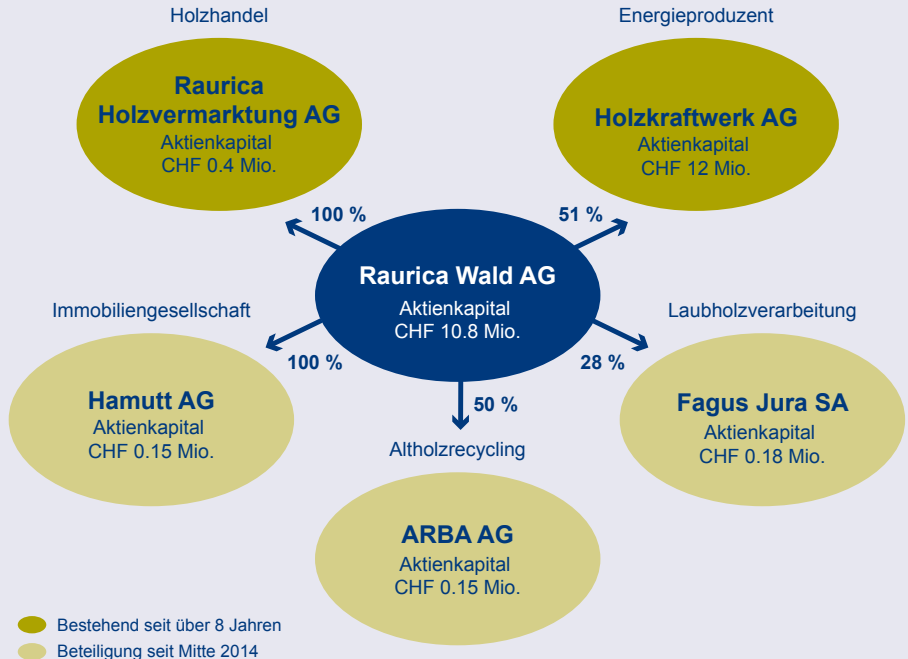 Holzhandel
Energieproduzent
Raurica
Holzvermarktung AG
Aktienkapital
CHF 0.4 Mio.
Holzkraftwerk AG
Aktienkapital
CHF 12 Mio.
100 %
51 %
Raurica Wald AG
Aktienkapital
CHF 10.8 Mio.
Immobiliengesellschaft
Laubholzverarbeitung
100 %
28 %
Hamutt AG
Aktienkapital
CHF 0.15 Mio.
50 %
Fagus Jura SA
Aktienkapital
CHF 0.18 Mio.
Altholzrecycling
ARBA AG
Aktienkapital
CHF 0.15 Mio.
Bestehend seit über 8 Jahren
Beteiligung seit Mitte 2014